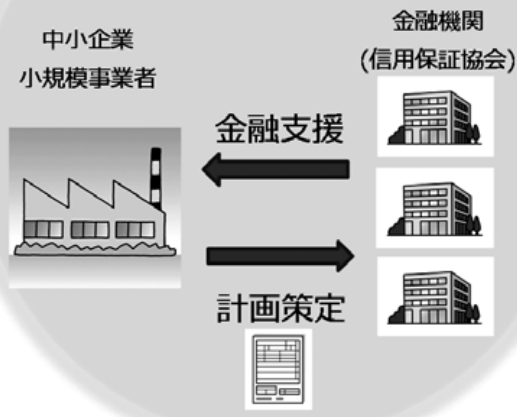 中小企業
小規模事業者
金融機関
(信用保証協会)
金融支援
計画策定